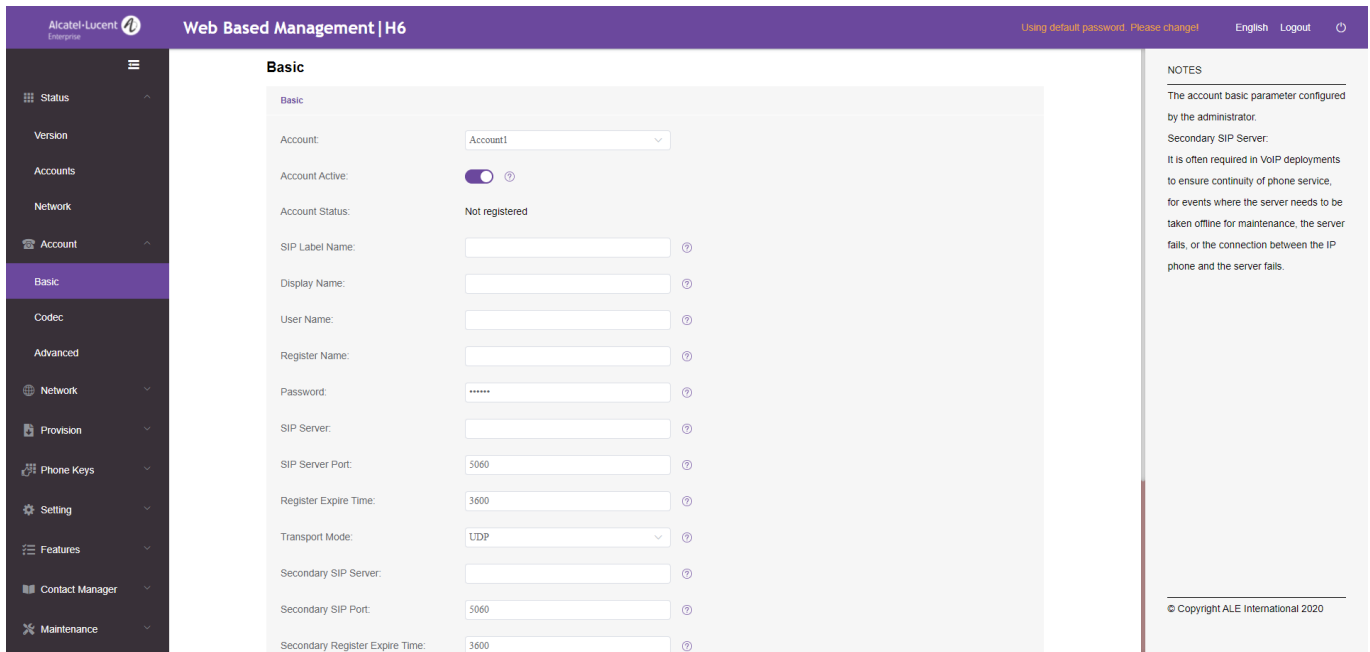 Alcatel·Lucent
Enterprise
Web Based Management|H6
Using default password. Please change!
English Logout
Status
Version
Accounts
Network
Account
Basic
Codec
Advanced
Network
Provision
Phone Keys
Setting
Features
Contact Manager
Maintenance
Basic
Basic
Account: Account1
Account Active:
Account Status: Not registered
SIP Label Name:
Display Name:
User Name:
Register Name:
Password: ••••••
SIP Server:
SIP Server Port: 5060
Register Expire Time: 3600
Transport Mode: UDP
Secondary SIP Server:
Secondary SIP Port: 5060
Secondary Register Expire Time: 3600
NOTES
The account basic parameter configured
by the administrator.
Secondary SIP Server:
It is often required in VoIP deployments
to ensure continuity of phone service,
for events where the server needs to be
taken offline for maintenance, the server
fails, or the connection between the IP
phone and the server fails.
© Copyright ALE International 2020